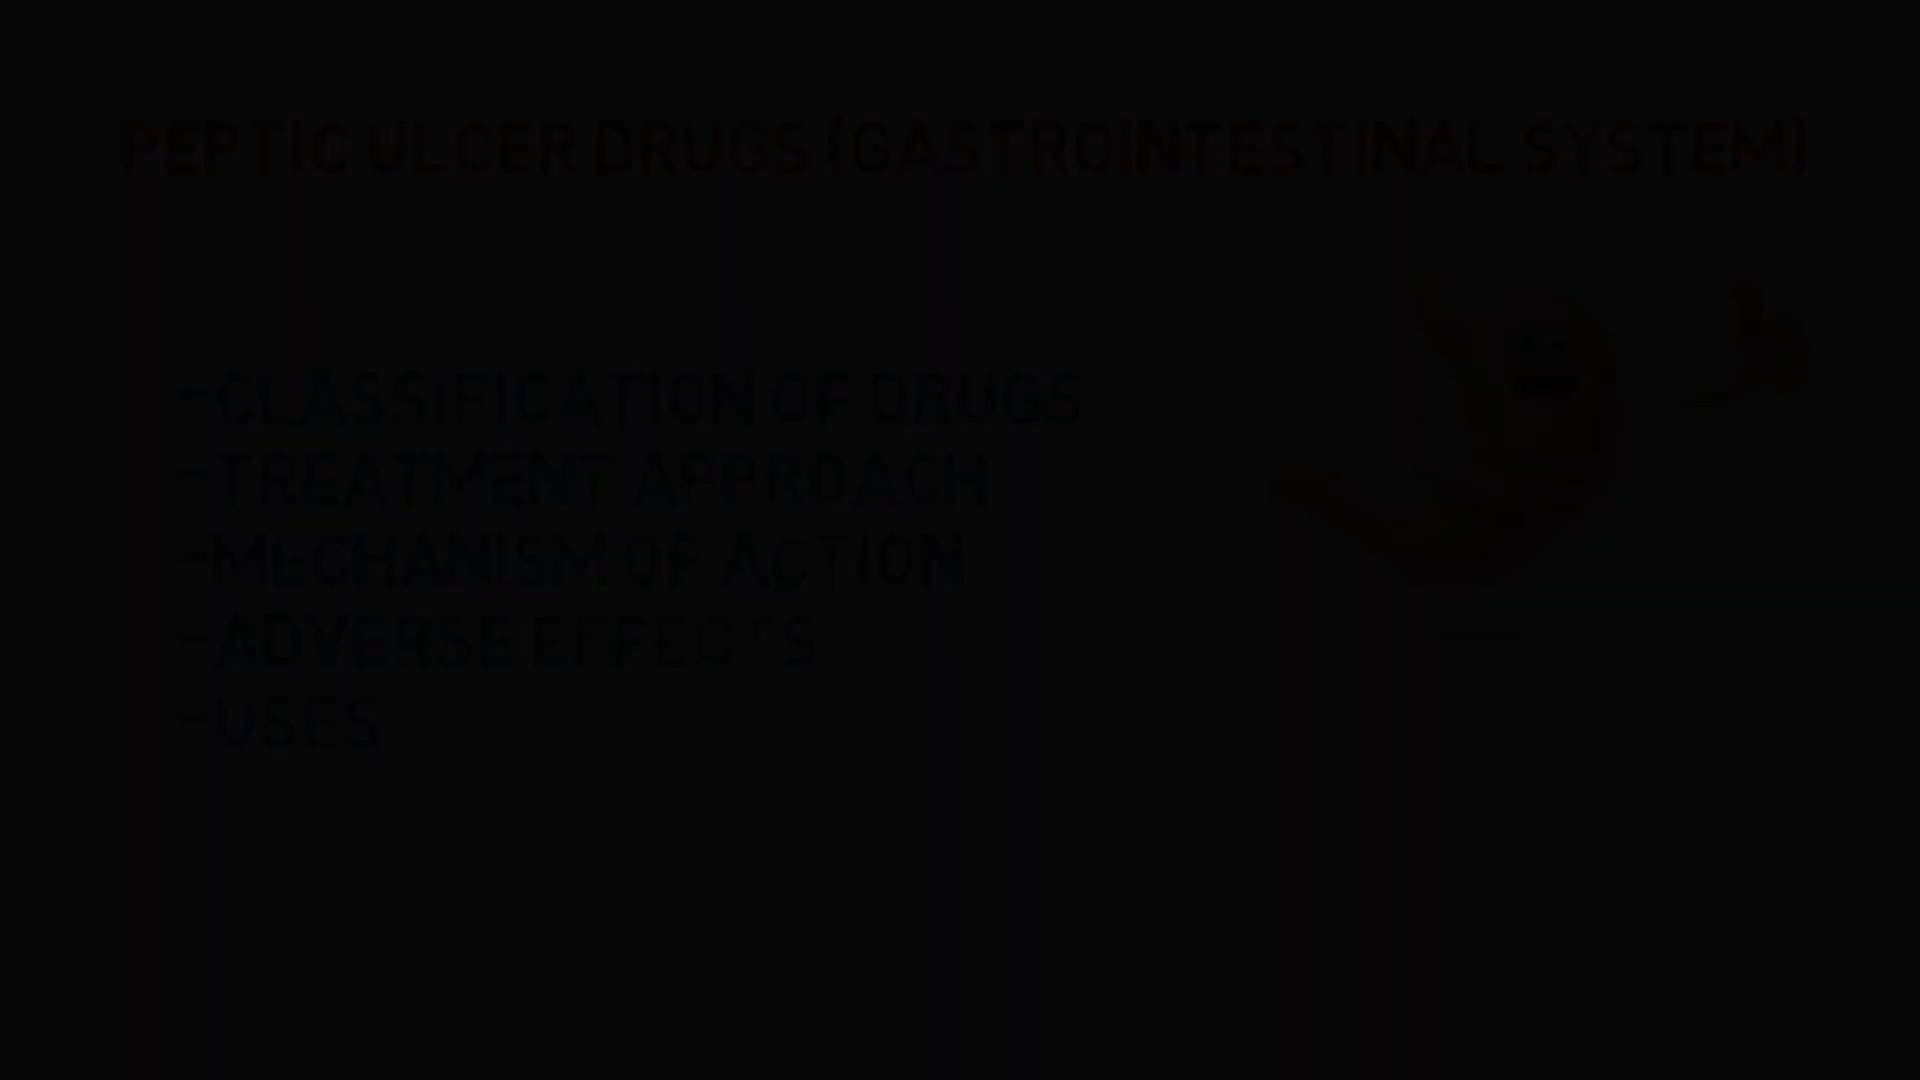 PEPTIC ULCER DRUGS (GASTROINTESTINAL SYSTEM)
-CLASSIFICATION OF DRUGS
-TREATMENT APPROACH
-MECHANISM OF ACTION
-ADVERSE EFFECTS
-USES